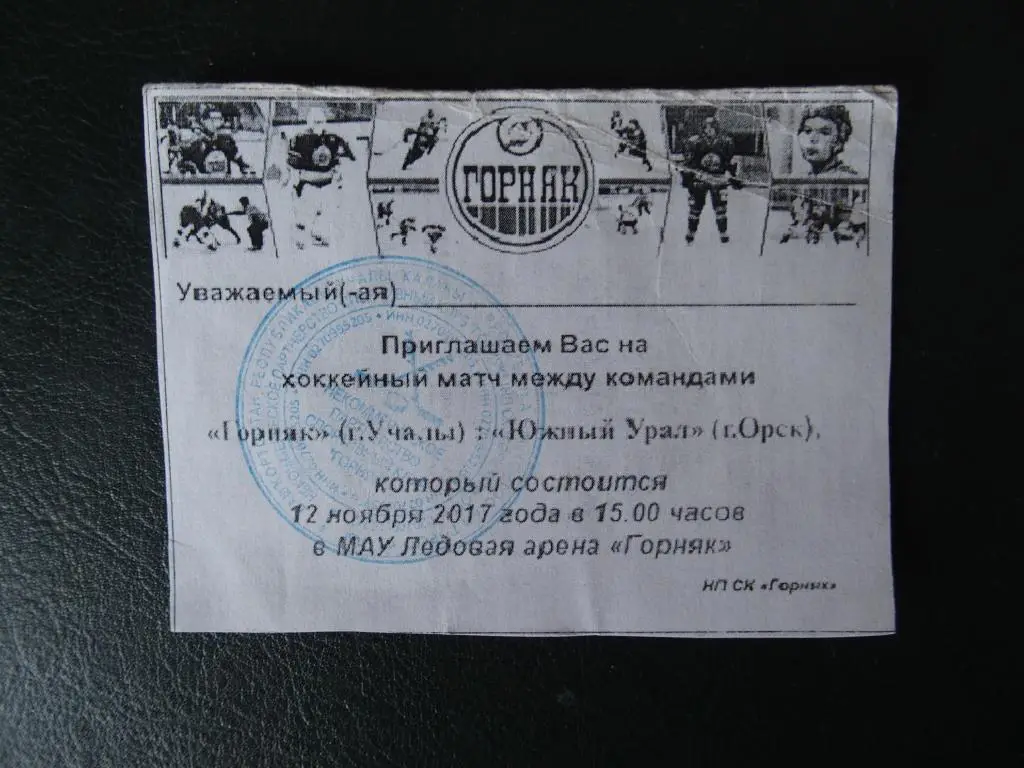 ГОРНЯК
Уважаемый(-ая)
Приглашаем Вас на
хоккейный матч между командами
«Горняк» (г.Учалы) : «Южный Урал» (г.Орск),
который состоится
12 ноября 2017 года в 15.00 часов
в МАУ Ледовая арена «Горняк»
НП СК «Горняк»